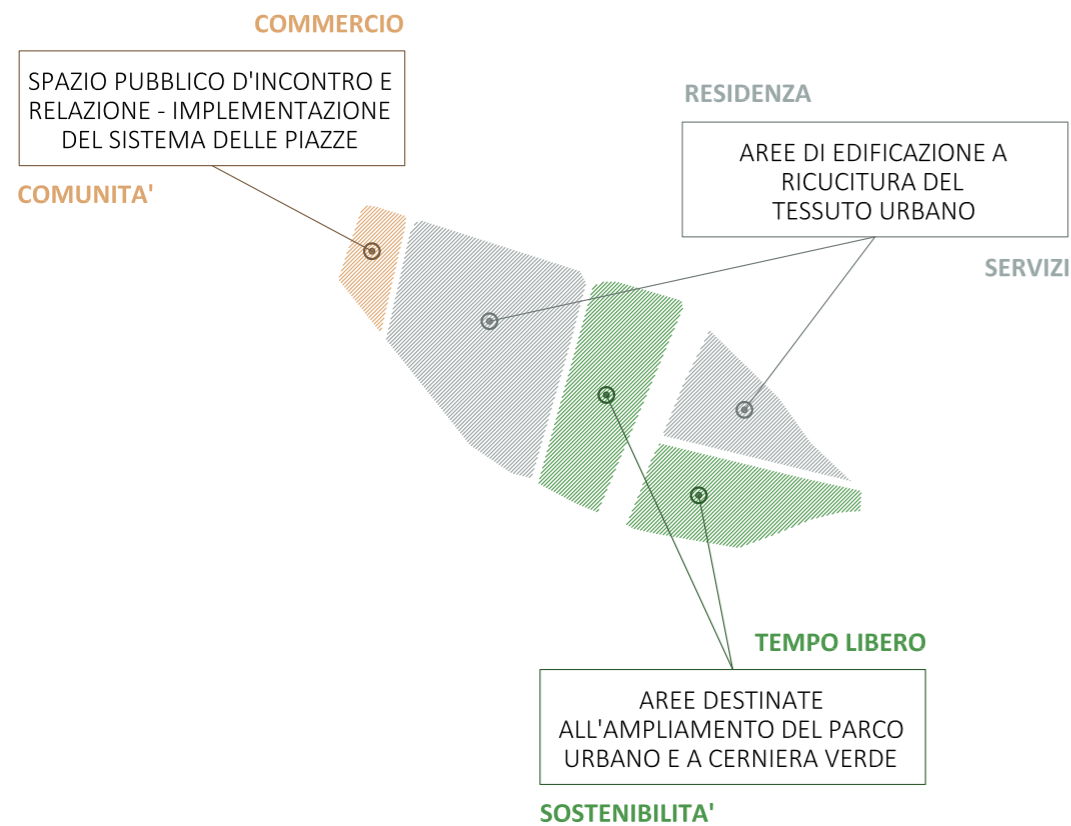 COMMERCIO
SPAZIO PUBBLICO D'INCONTRO E
RELAZIONE - IMPLEMENTAZIONE
DEL SISTEMA DELLE PIAZZE
COMUNITA'
RESIDENZA
AREE DI EDIFICAZIONE A
RICUCITURA DEL
TESSUTO URBANO
SERVIZI
TEMPO LIBERO
AREE DESTINATE
ALL'AMPLIAMENTO DEL PARCO
URBANO E A CERNIERA VERDE
SOSTENIBILITA'